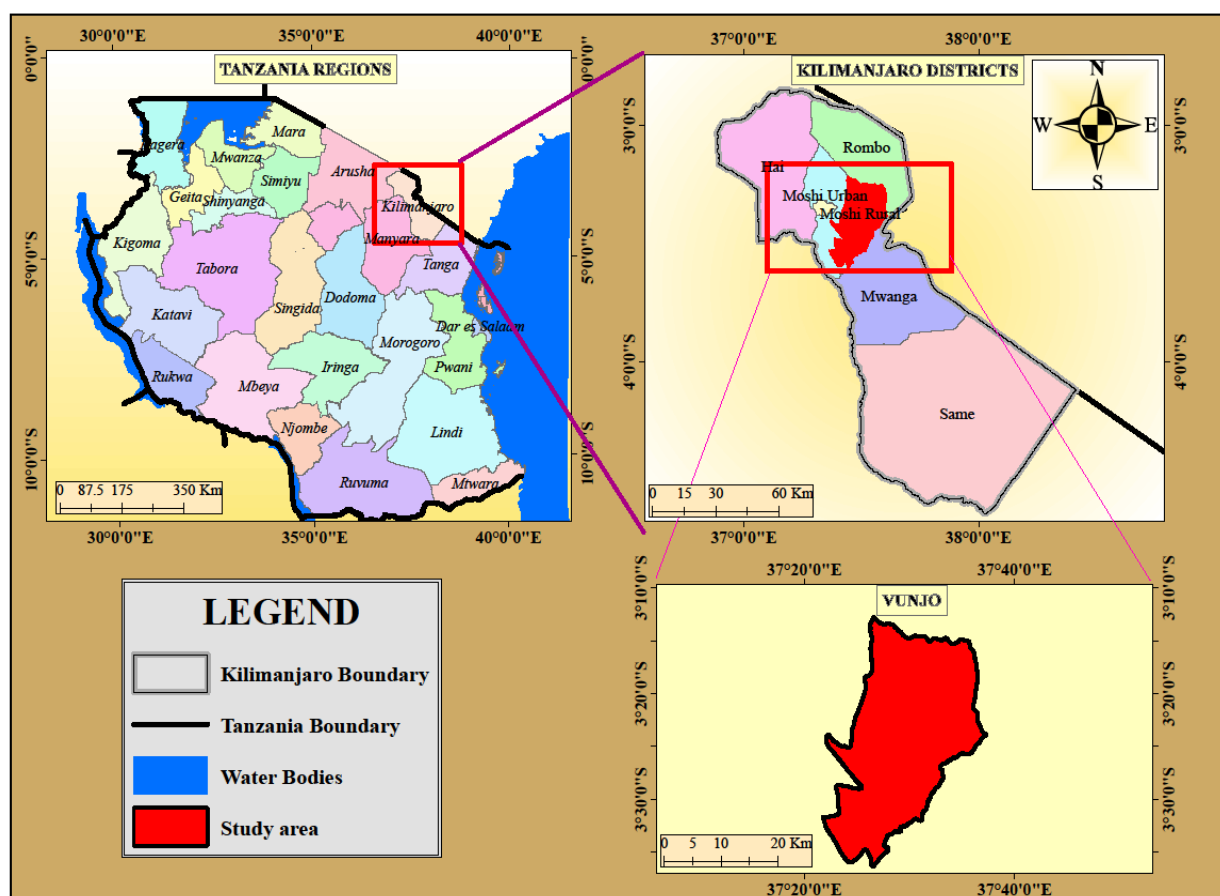 30°0'0"E 35°0'0"E 40°0'0"E
TANZANIA REGIONS
0°0'0"
5°0'0"S
10°0'0"S
Mara
Mwanza
Simiyu
Arusha
Geita
Shinyanga
Kilimanjaro
Kigoma
Manyara
Tabora
Tanga
Singida
Dodoma
Katavi
Dar es Salaam
Morogoro
Rukwa
Iringa
Pwani
Mbeya
Njombe
Lindi
Ruvuma
Mtwara
0°0'0"
5°0'0"S
10°0'0"S
0 87.5 175 350 Km
30°0'0"E 35°0'0"E 40°0'0"E
37°0'0"E 38°0'0"E
KILIMANJARO DISTRICTS
N
W E
S
3°0'0"S
4°0'0"S
Rombo
Hai
Moshi Urban
Moshi Rural
Mwanga
Same
3°0'0"S
4°0'0"S
0 15 30 60 Km
37°0'0"E 38°0'0"E
LEGEND
Kilimanjaro Boundary
Tanzania Boundary
Water Bodies
Study area
37°20'0"E 37°40'0"E
VUNJO
3°10'0"S
3°20'0"S
3°30'0"S
3°10'0"S
3°20'0"S
3°30'0"S
0 5 10 20 Km
37°20'0"E 37°40'0"E